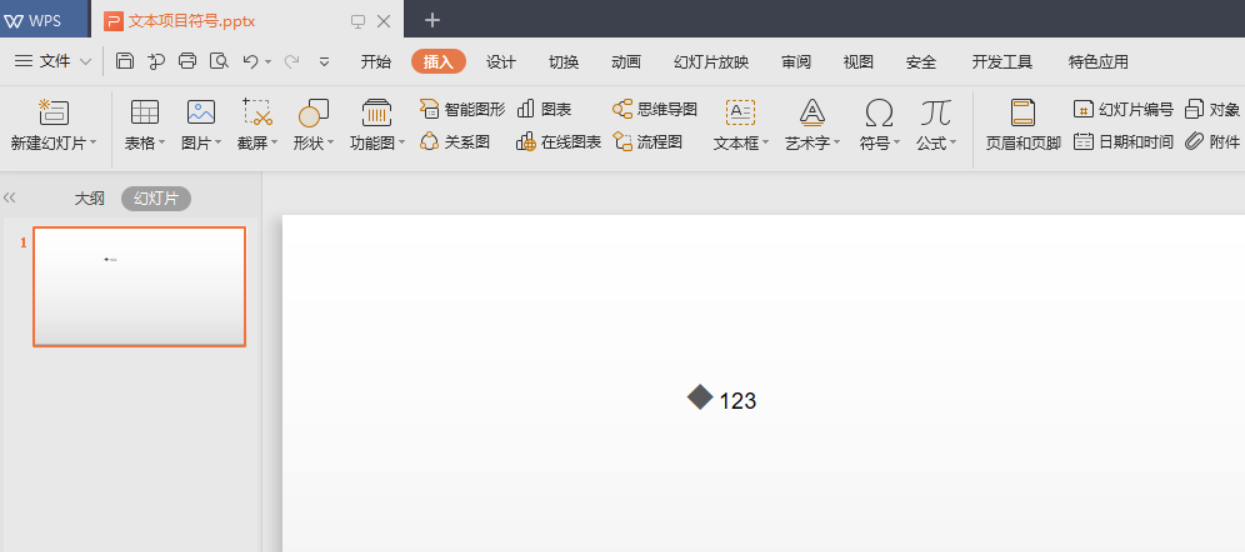 WPS 文本项目符号.pptx
文件 开始 插入 设计 切换 动画 幻灯片放映 审阅 视图 安全 开发工具 特色应用
智能图形 图表 思维导图 幻灯片编号 对象
新建幻灯片 表格 图片 截屏 形状 功能图 关系图 在线图表 流程图 文本框 艺术字 符号 公式 页眉和页脚 日期和时间 附件
大纲 幻灯片
1
123